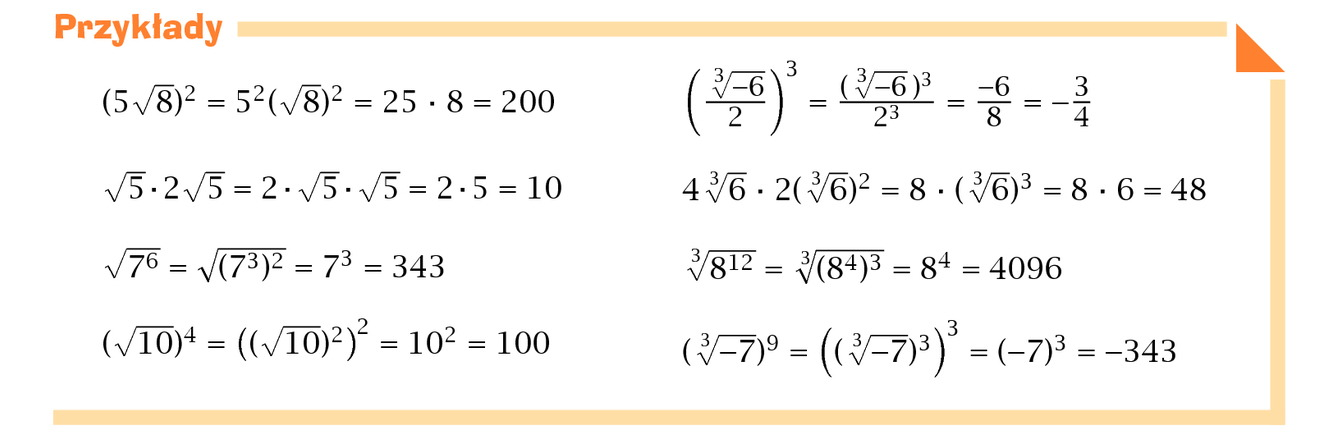 Przykłady
(5√8)² = 5²(√8)² = 25 · 8 = 200
√5 · 2√5 = 2 · √5 · √5 = 2 · 5 = 10
√7⁶ = √(7³)² = 7³ = 343
(√10)⁴ = ((√10)²)² = 10² = 100
(∛−6/2)³ = (∛−6)³/2³ = −6/8 = −3/4
4∛6 · 2(∛6)² = 8 · (∛6)³ = 8 · 6 = 48
∛8¹² = ∛(8⁴)³ = 8⁴ = 4096
(∛−7)⁹ = ((∛−7)³)³ = (−7)³ = −343